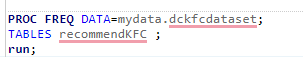 PROC FREQ DATA=mydata.dckfcdataset;
TABLES recommendKFC ;
run;